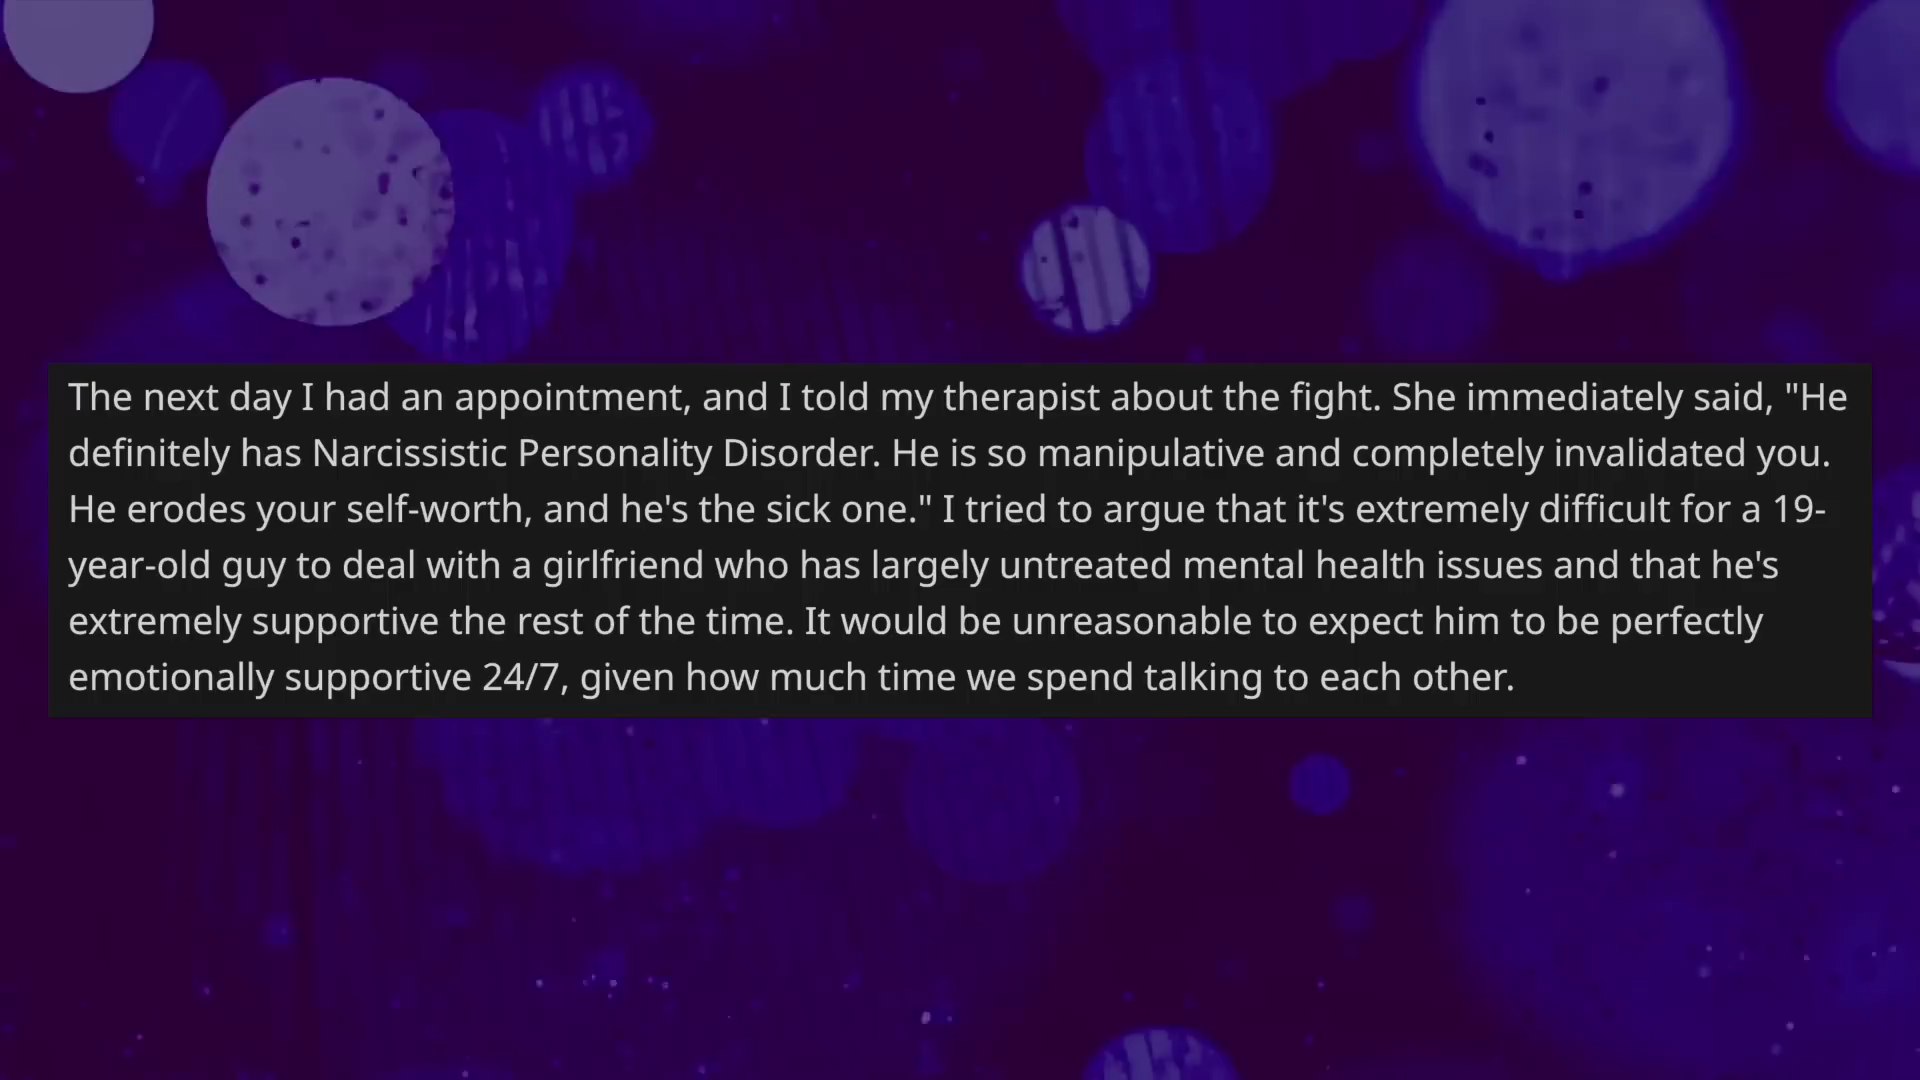 The next day I had an appointment, and I told my therapist about the fight. She immediately said, "He
definitely has Narcissistic Personality Disorder. He is so manipulative and completely invalidated you.
He erodes your self-worth, and he's the sick one." I tried to argue that it's extremely difficult for a 19-
year-old guy to deal with a girlfriend who has largely untreated mental health issues and that he's
extremely supportive the rest of the time. It would be unreasonable to expect him to be perfectly
emotionally supportive 24/7, given how much time we spend talking to each other.